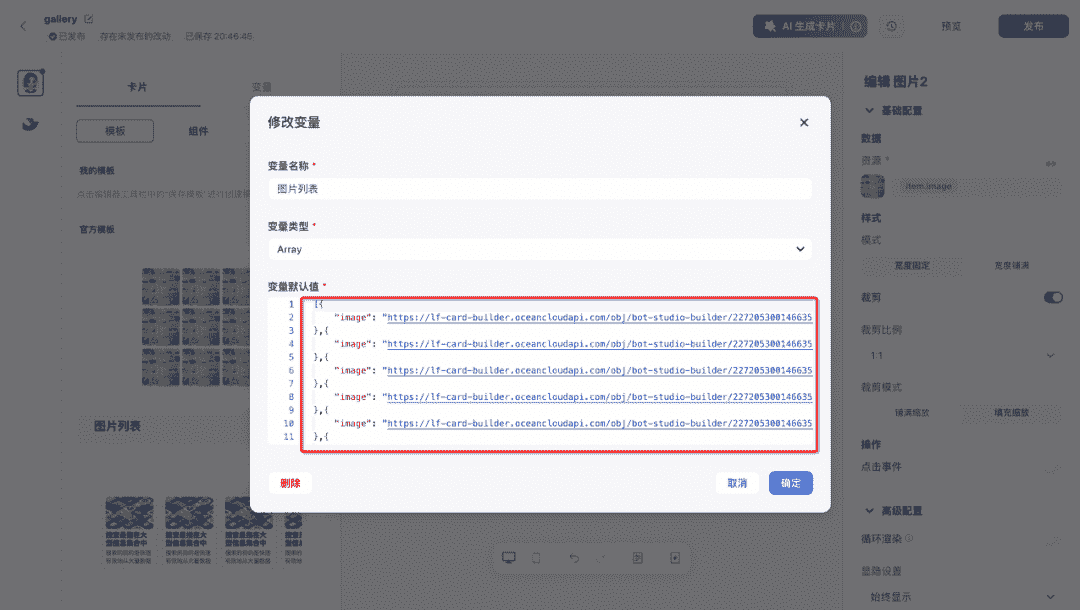 gallery
已发布 存在未发布的改动 已保存 20:46:46
AI 生成卡片
预览
发布
卡片
变量
模板
组件
我的模板
官方模板
图片列表
修改变量
变量名称 *
图片列表
变量类型 *
Array
变量默认值 *
1 [{
2 "image": "https://lf-card-builder.oceancloudapi.com/obj/bot-studio-builder/227205300146635
3 },{
4 "image": "https://lf-card-builder.oceancloudapi.com/obj/bot-studio-builder/227205300146635
5 },{
6 "image": "https://lf-card-builder.oceancloudapi.com/obj/bot-studio-builder/227205300146635
7 },{
8 "image": "https://lf-card-builder.oceancloudapi.com/obj/bot-studio-builder/227205300146635
9 },{
10 "image": "https://lf-card-builder.oceancloudapi.com/obj/bot-studio-builder/227205300146635
11 },{
删除
取消
确定
编辑 图片2
基础配置
数据
资源 *
item.image
样式
模式
宽度固定
宽度铺满
裁剪
裁剪比例
1:1
裁剪模式
铺满缩放
填充缩放
操作
点击事件
高级配置
循环渲染
显隐设置
始终显示